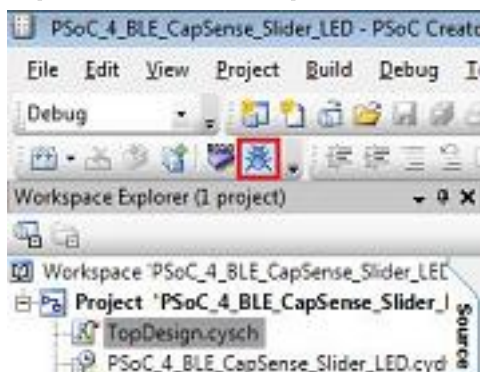 PSoC_4_BLE_CapSense_Slider_LED - PSoC Creato
File Edit View Project Build Debug
Debug
Workspace Explorer (1 project)
Workspace 'PSoC_4_BLE_CapSense_Slider_LED
Project 'PSoC_4_BLE_CapSense_Slider_
TopDesign.cysch
PSoC_4_BLE_CapSense_Slider_LED.cyd
Source